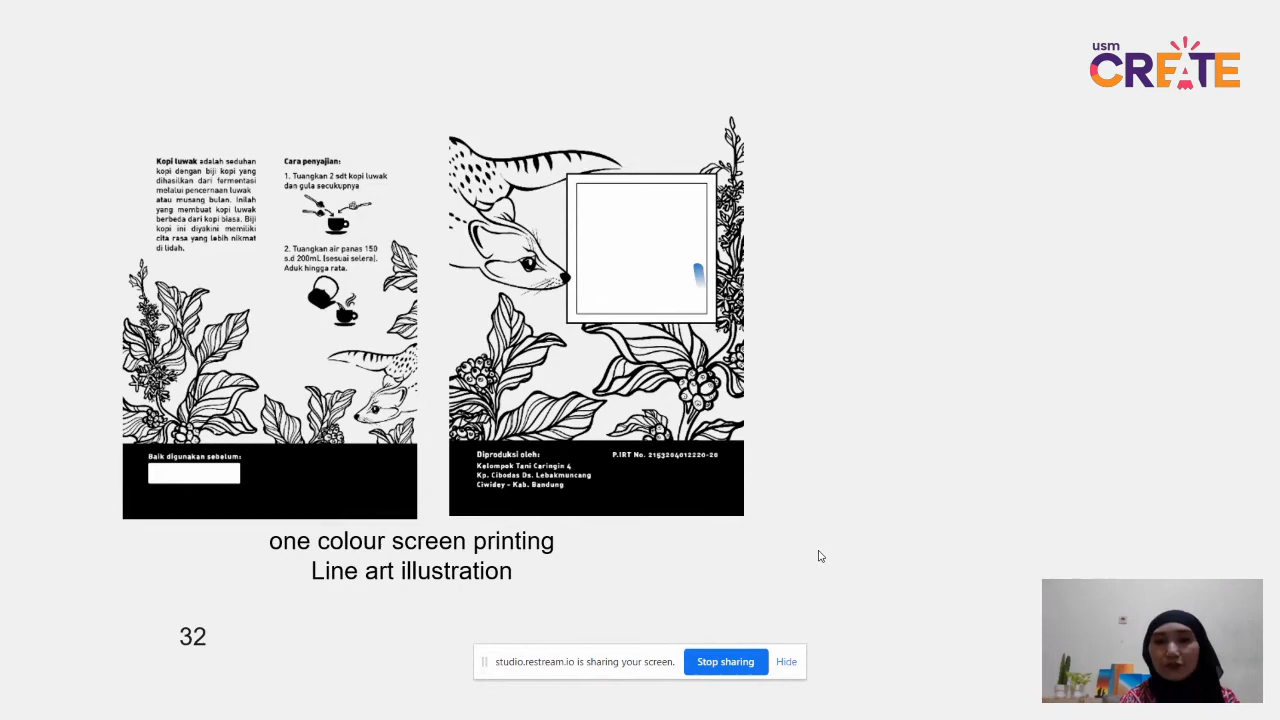 usm
CREATE
Kopi luwak adalah seduhan
kopi dengan biji kopi yang
dihasilkan dari fermentasi
melalui pencernaan luwak
atau musang bulan. Inilah
yang membuat kopi luwak
berbeda dari kopi biasa. Biji
kopi ini diyakini memiliki
cita rasa yang lebih nikmat
di lidah.
Cara penyajian:
1. Tuangkan 2 sdt kopi luwak
dan gula secukupnya
2. Tuangkan air panas 150
s.d 200mL (sesuai selera).
Aduk hingga rata.
Baik digunakan sebelum:
Diproduksi oleh:
Kelompok Tani Caringin 4
Kp. Cibodas Ds. Lebakmuncang
Ciwidey - Kab. Bandung
P.IRT No. 2153204012220-20
one colour screen printing
Line art illustration
32
studio.restream.io is sharing your screen.
Stop sharing
Hide